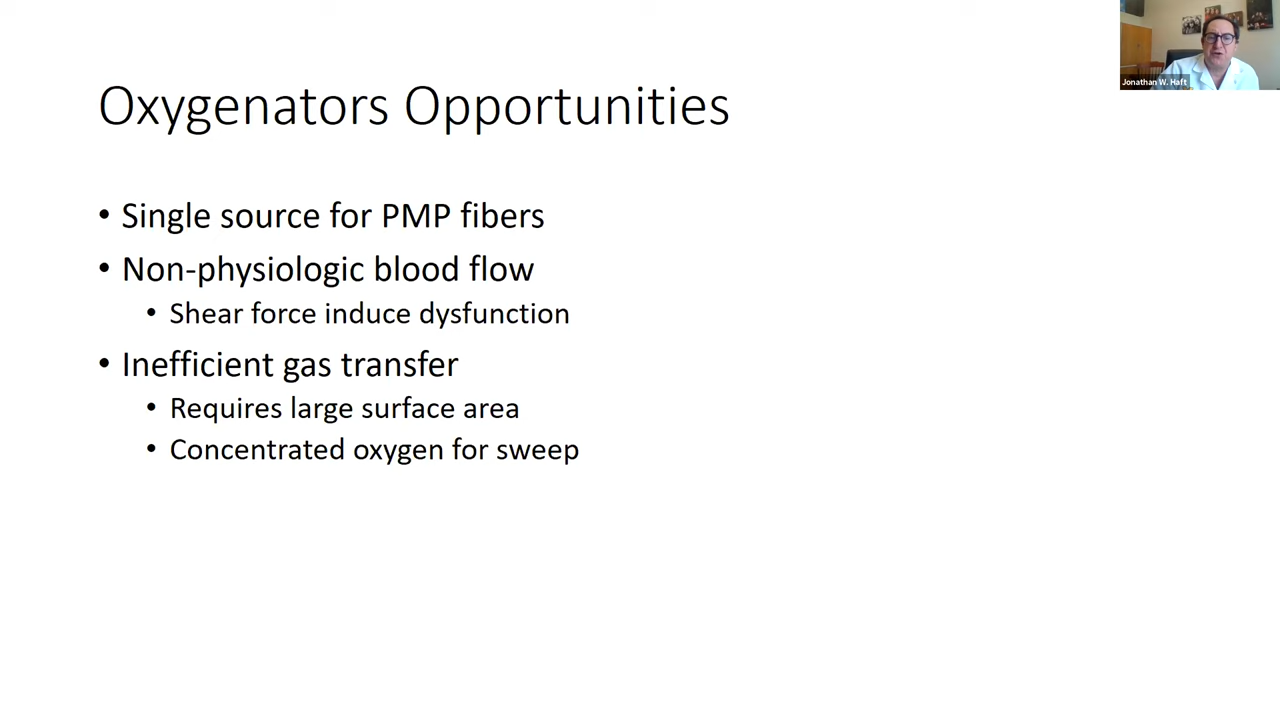 Jonathan W. Haft
Oxygenators Opportunities
• Single source for PMP fibers
• Non-physiologic blood flow
• Shear force induce dysfunction
• Inefficient gas transfer
• Requires large surface area
• Concentrated oxygen for sweep